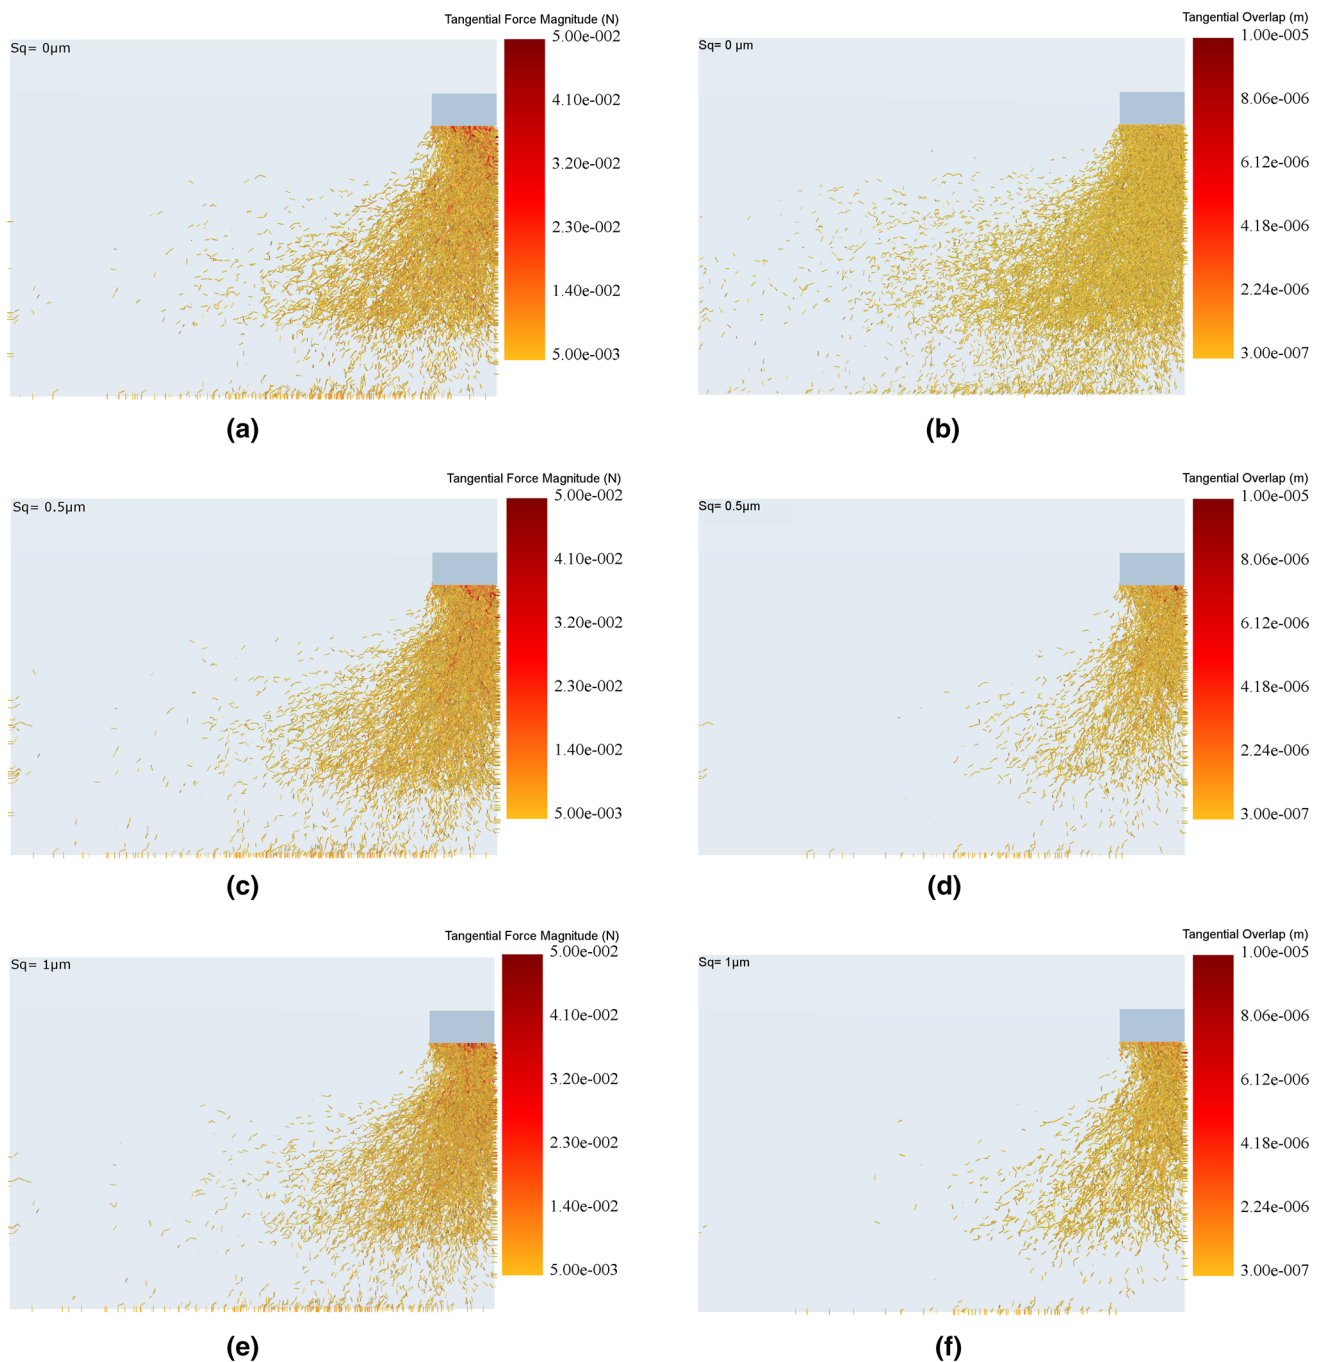 Tangential Force Magnitude (N)
Sq= 0μm
5.00e-002
4.10e-002
3.20e-002
2.30e-002
1.40e-002
5.00e-003
(a)
Tangential Overlap (m)
Sq= 0 μm
1.00e-005
8.06e-006
6.12e-006
4.18e-006
2.24e-006
3.00e-007
(b)
Tangential Force Magnitude (N)
Sq= 0.5μm
5.00e-002
4.10e-002
3.20e-002
2.30e-002
1.40e-002
5.00e-003
(c)
Tangential Overlap (m)
Sq= 0.5μm
1.00e-005
8.06e-006
6.12e-006
4.18e-006
2.24e-006
3.00e-007
(d)
Tangential Force Magnitude (N)
Sq= 1μm
5.00e-002
4.10e-002
3.20e-002
2.30e-002
1.40e-002
5.00e-003
(e)
Tangential Overlap (m)
Sq= 1μm
1.00e-005
8.06e-006
6.12e-006
4.18e-006
2.24e-006
3.00e-007
(f)